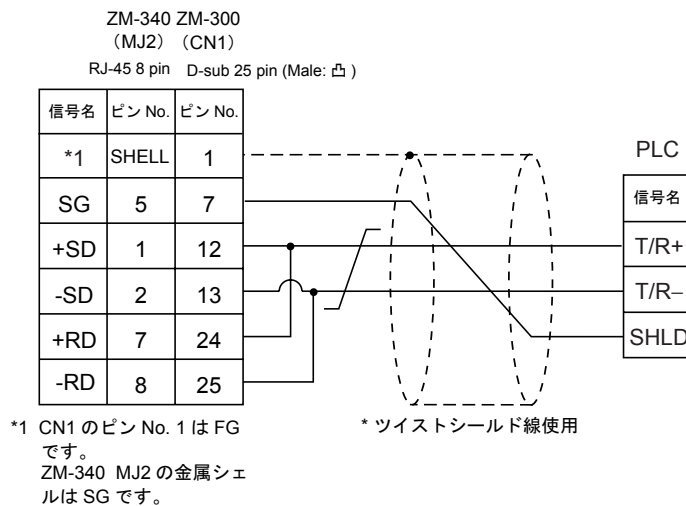 ZM-340 ZM-300
（MJ2）（CN1）
RJ-45 8 pin D-sub 25 pin (Male: 凸 )
信号名 ピン No. ピン No.
*1 SHELL 1
SG 5 7
+SD 1 12
-SD 2 13
+RD 7 24
-RD 8 25
PLC
信号名
T/R+
T/R−
SHLD
*1 CN1 のピン No. 1 は FG
です。
ZM-340 MJ2 の金属シェ
ルは SG です。
* ツイストシールド線使用